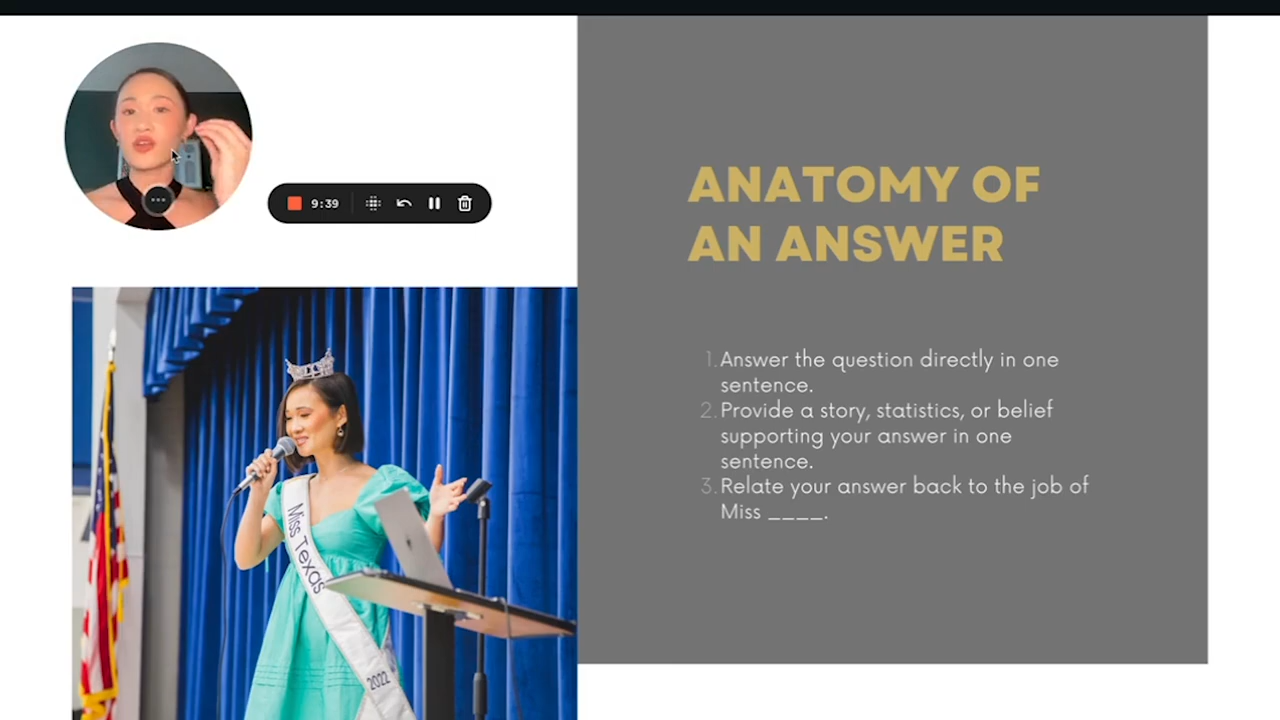 9:39
ANATOMY OF
AN ANSWER
1. Answer the question directly in one
sentence.
2. Provide a story, statistics, or belief
supporting your answer in one
sentence.
3. Relate your answer back to the job of
Miss ____.
Miss Texas
2022